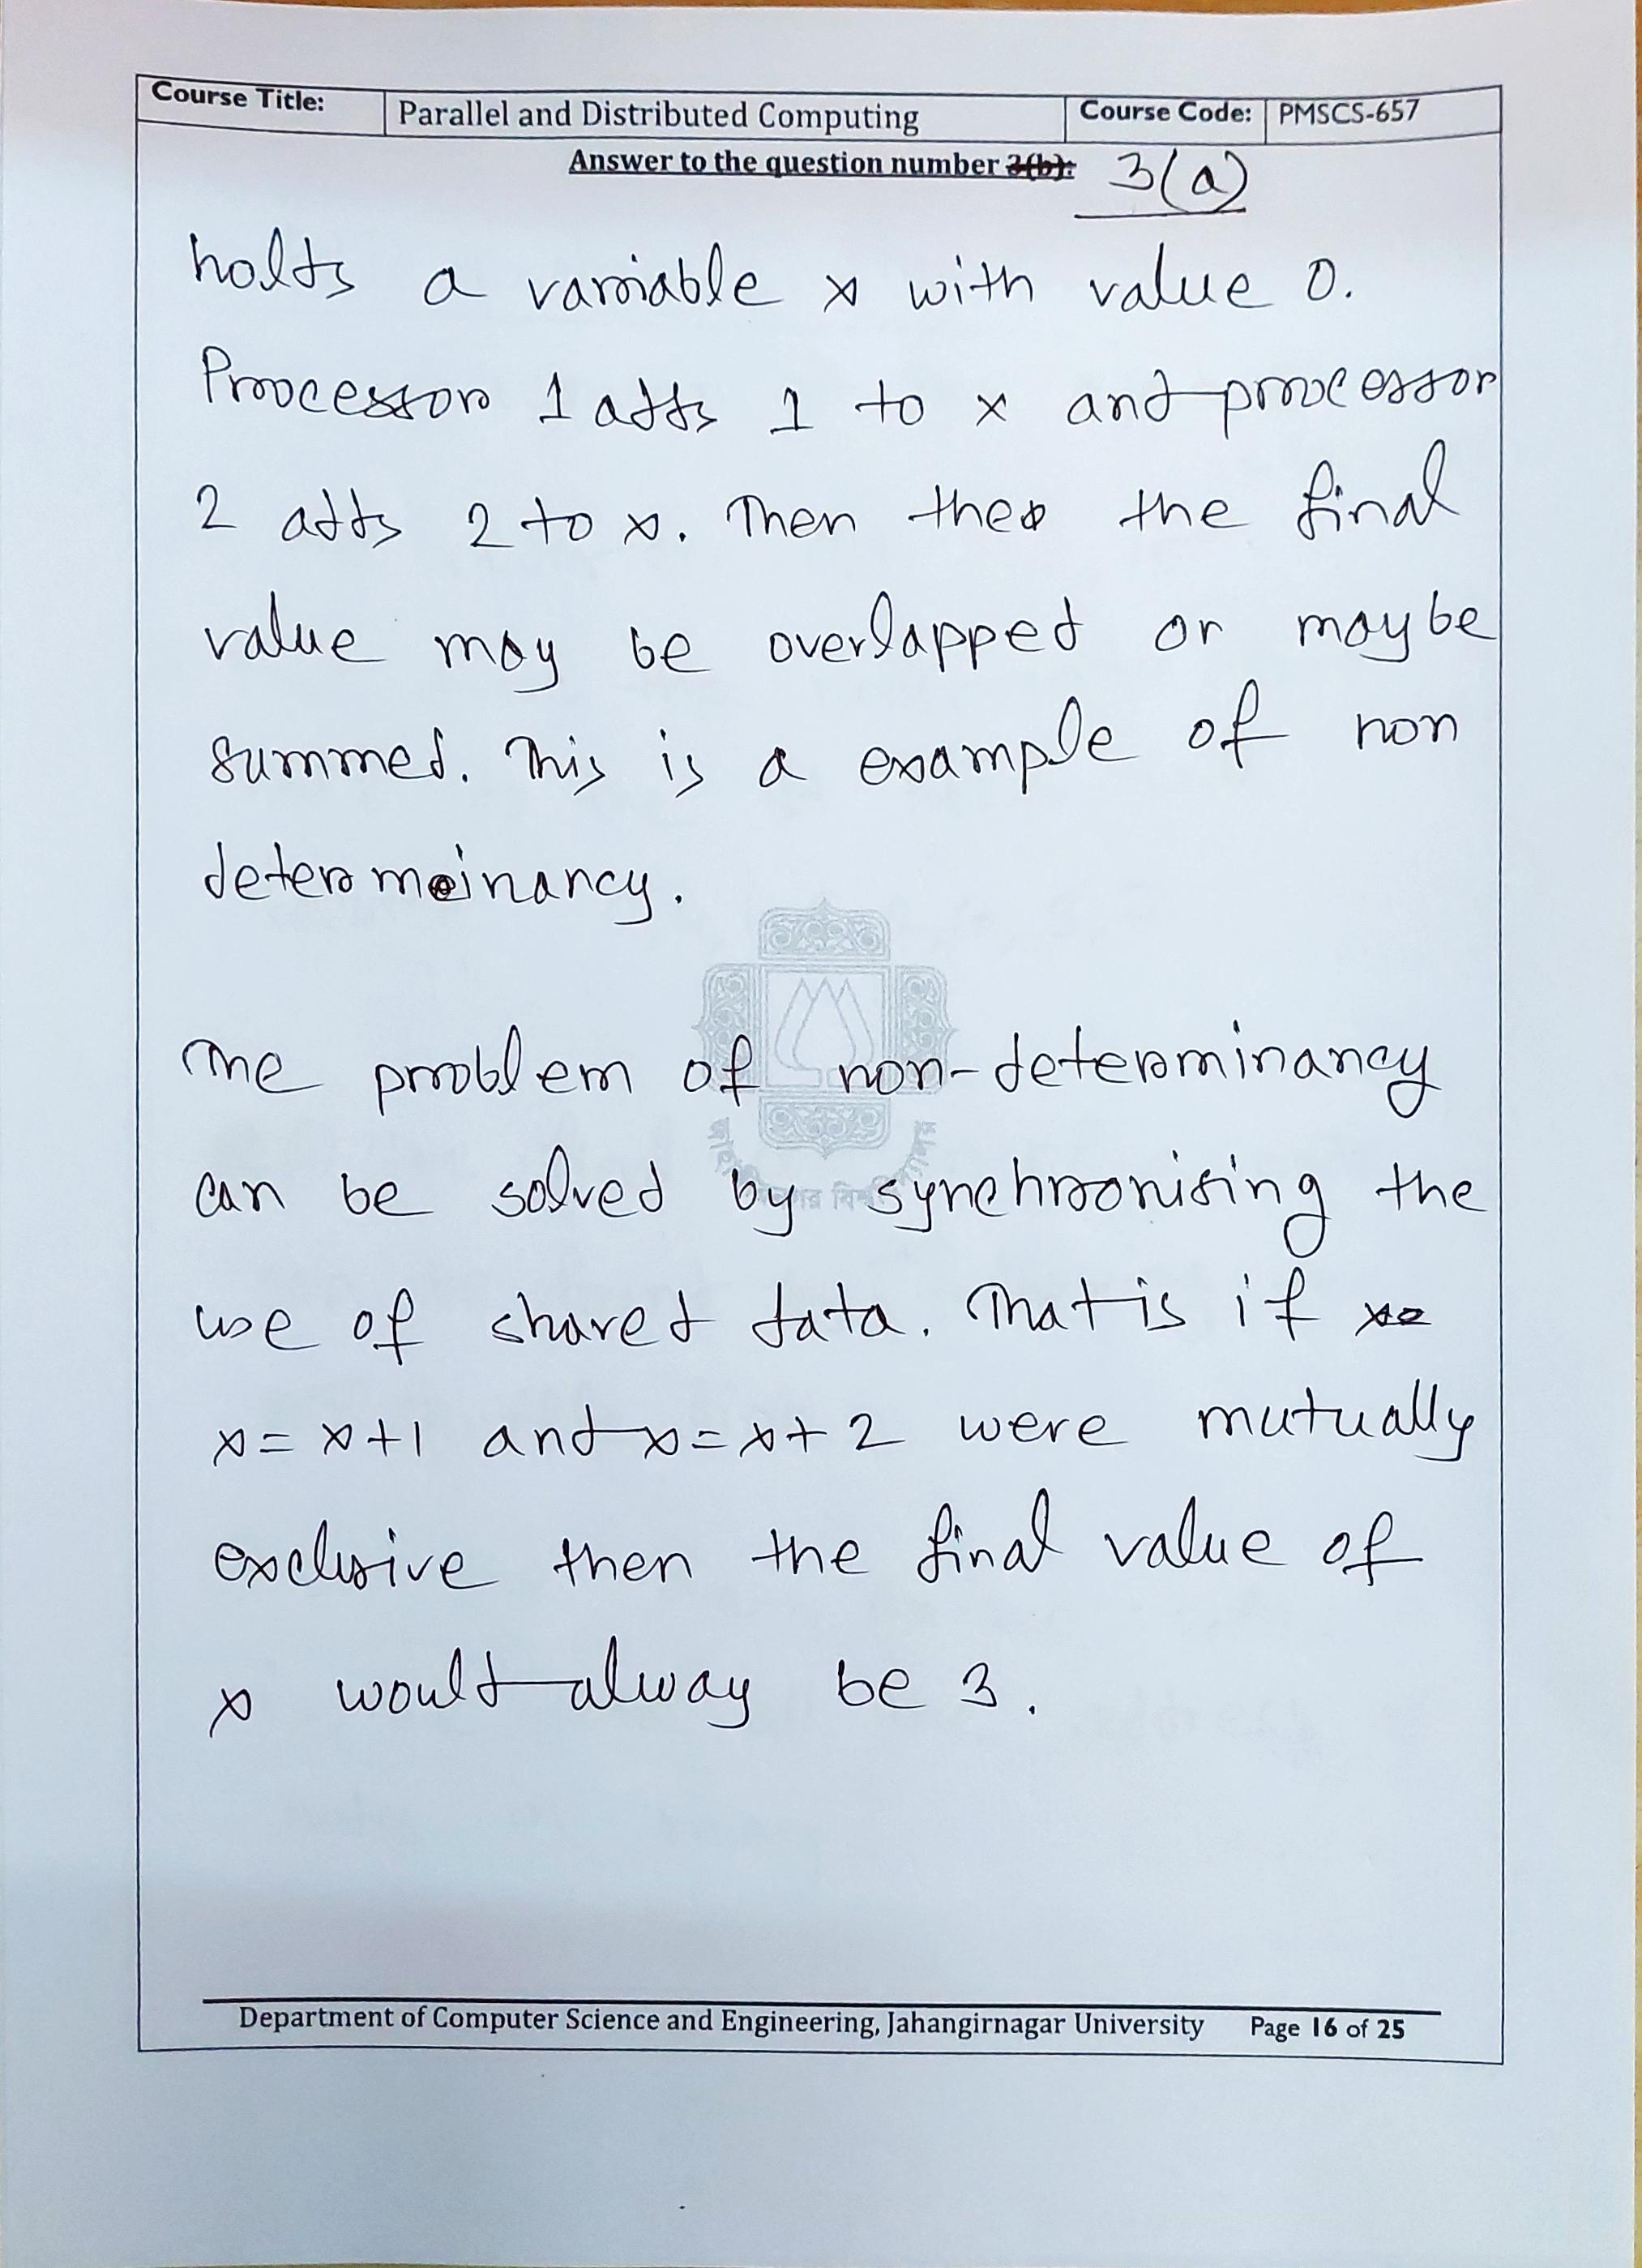 Course Title: Parallel and Distributed Computing Course Code: PMSCS-657
Answer to the question number 3(b): 3(a)
holds a variable x with value 0.
Processor 1 adds 1 to x and processor
2 adds 2 to x. Then the the final
value may be overlapped or maybe
summed. This is a example of non
determinancy.
The problem of non-determinancy
can be solved by synchronising the
use of shared data. That is if
x = x+1 and x = x+2 were mutually
exclusive then the final value of
x would alway be 3.
Department of Computer Science and Engineering, Jahangirnagar University Page 16 of 25